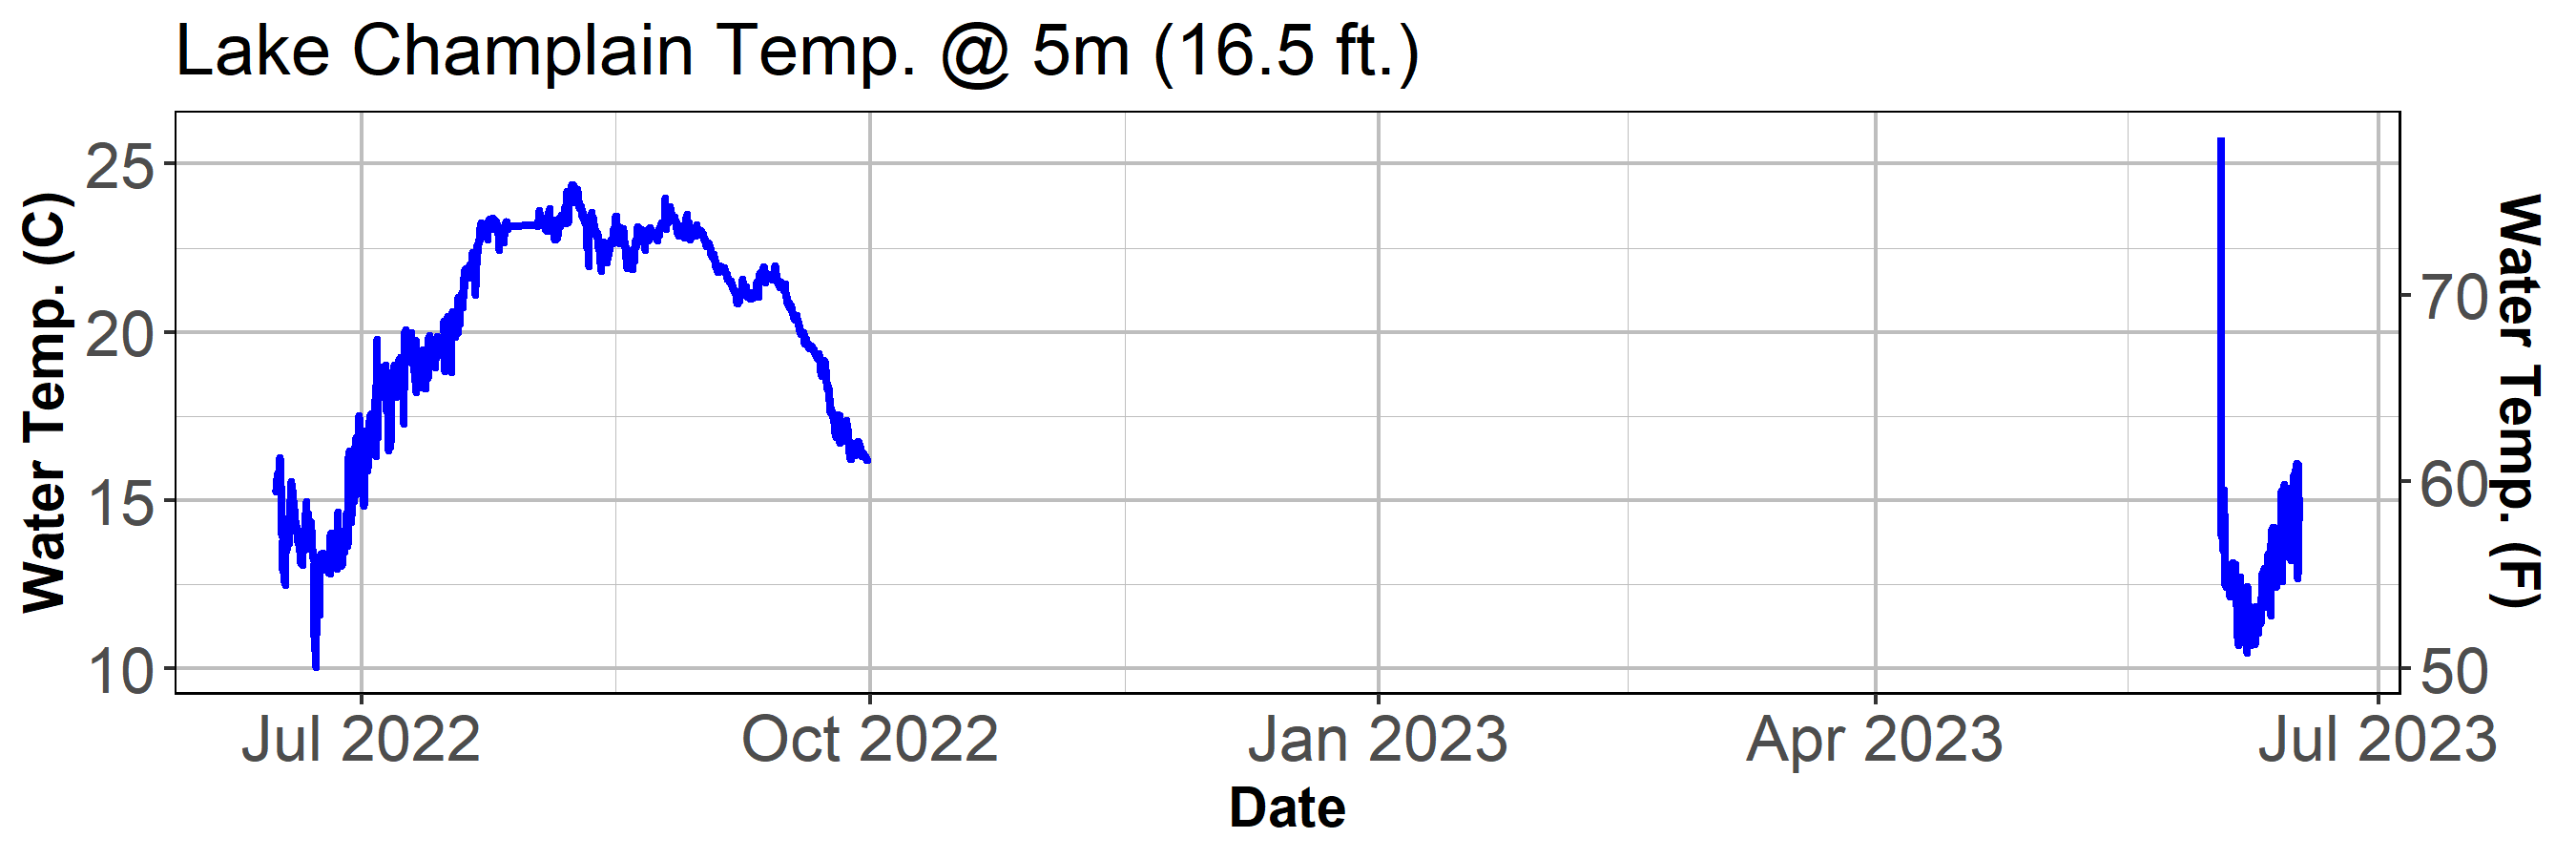 Lake Champlain Temp. @ 5m (16.5 ft.)
Water Temp. (C)
25
20
15
10
70
60
50
Water Temp. (F)
Jul 2022
Oct 2022
Jan 2023
Apr 2023
Jul 2023
Date